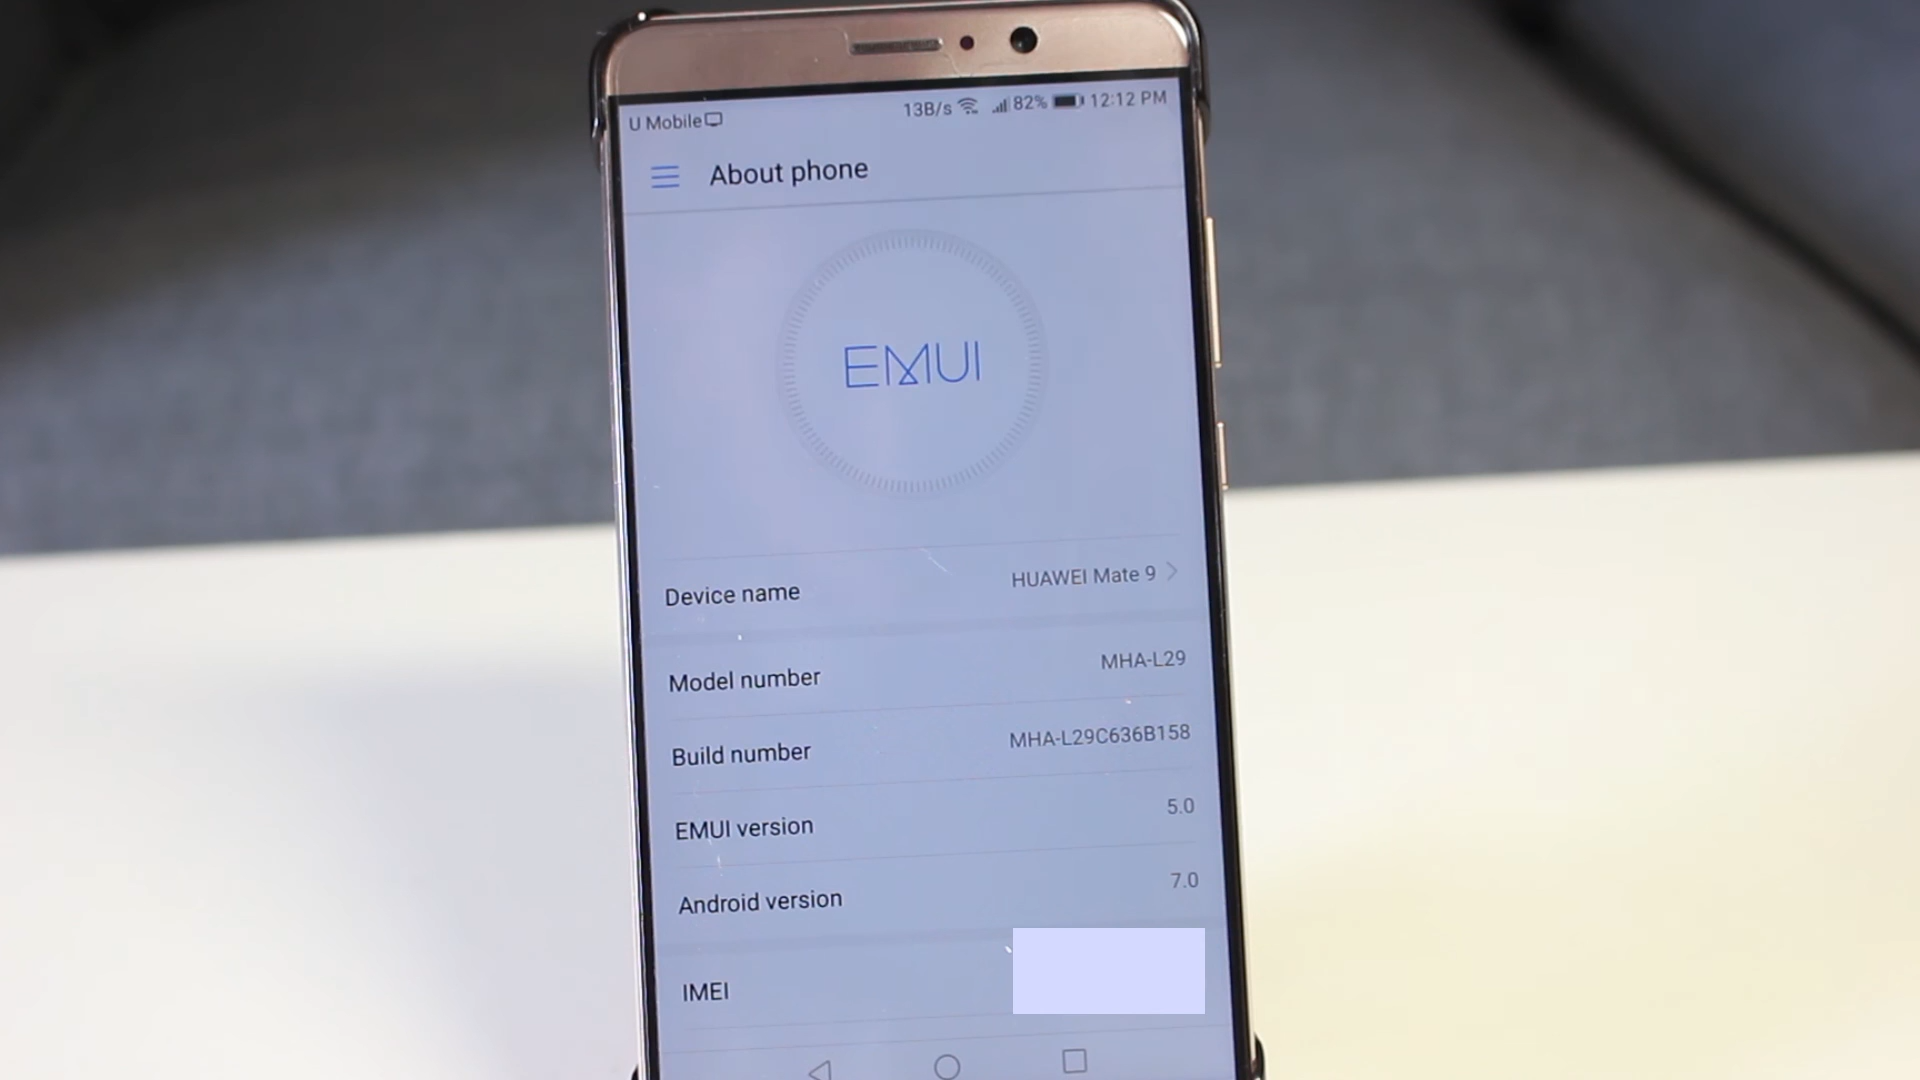 U Mobile 13B/s 82% 12:12 PM
About phone
EMUI
Device name HUAWEI Mate 9
Model number MHA-L29
Build number MHA-L29C636B158
EMUI version 5.0
Android version 7.0
IMEI